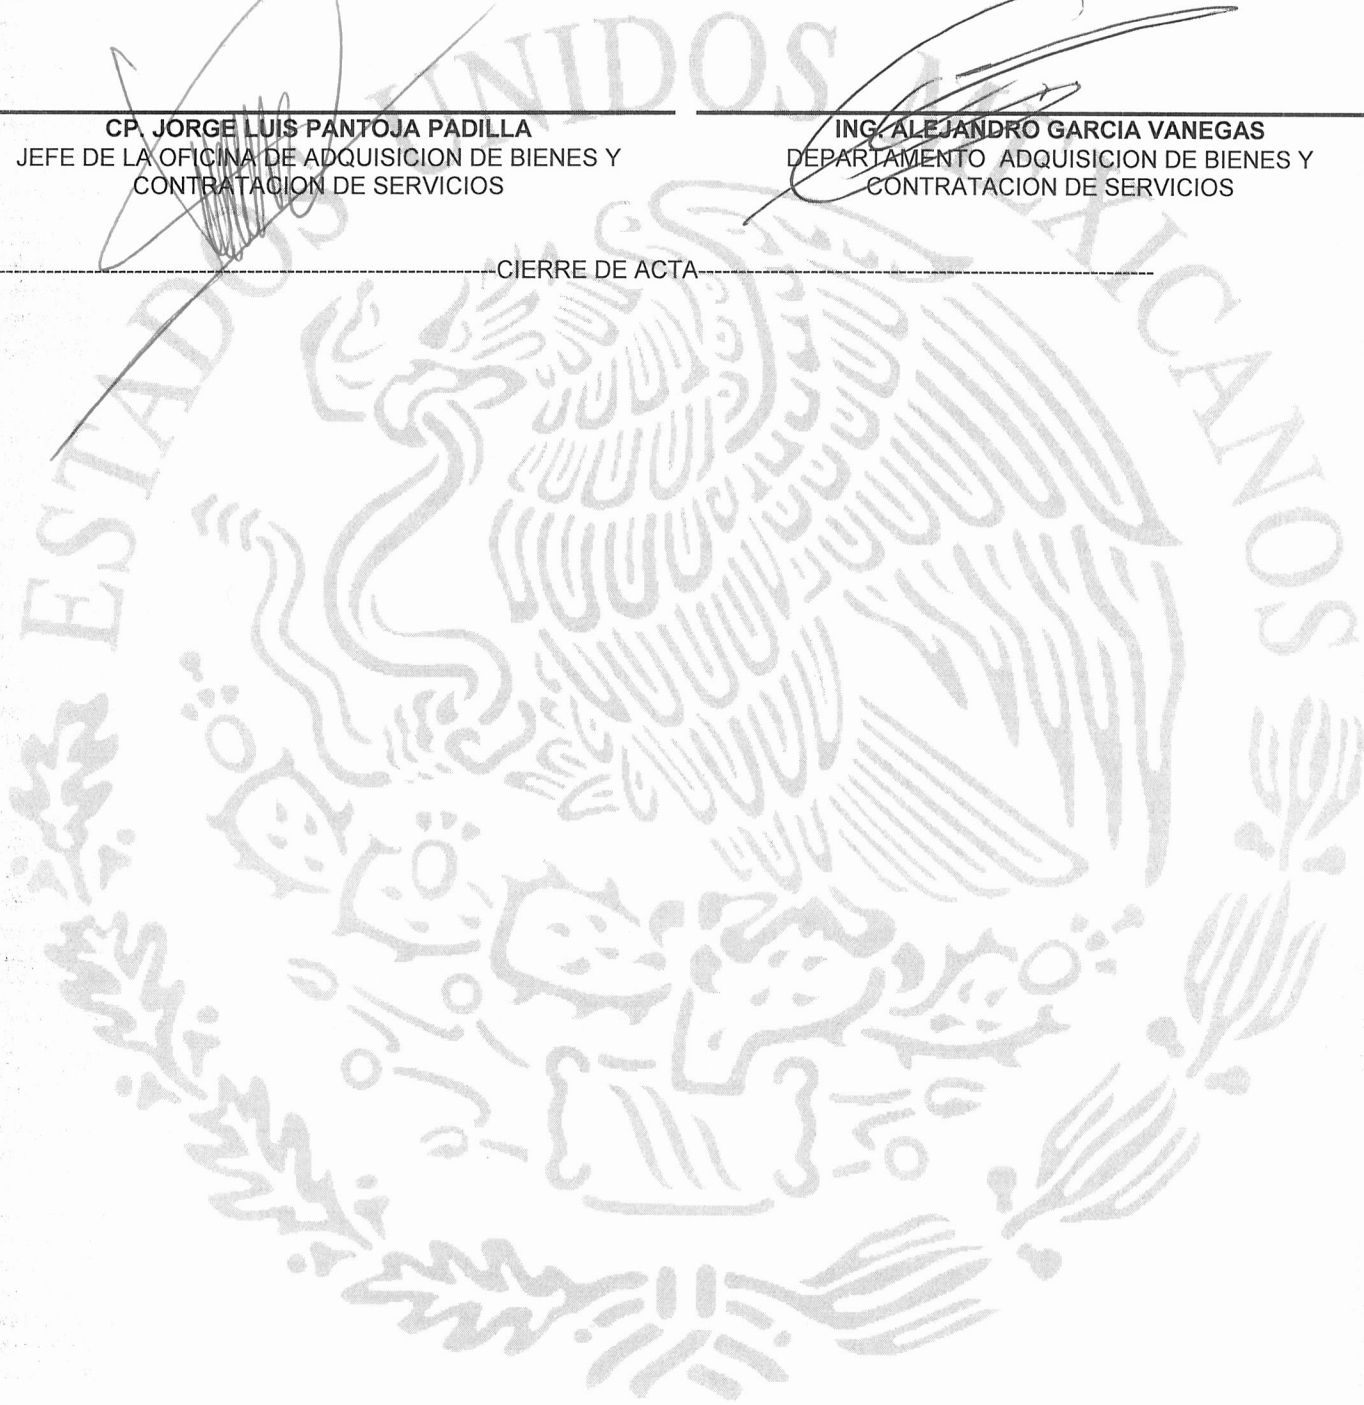 ESTADOS UNIDOS MEXICANOS
CP. JORGE LUIS PANTOJA PADILLA
JEFE DE LA OFICINA DE ADQUISICION DE BIENES Y
CONTRATACION DE SERVICIOS
ING. ALEJANDRO GARCIA VANEGAS
DEPARTAMENTO ADQUISICION DE BIENES Y
CONTRATACION DE SERVICIOS
CIERRE DE ACTA